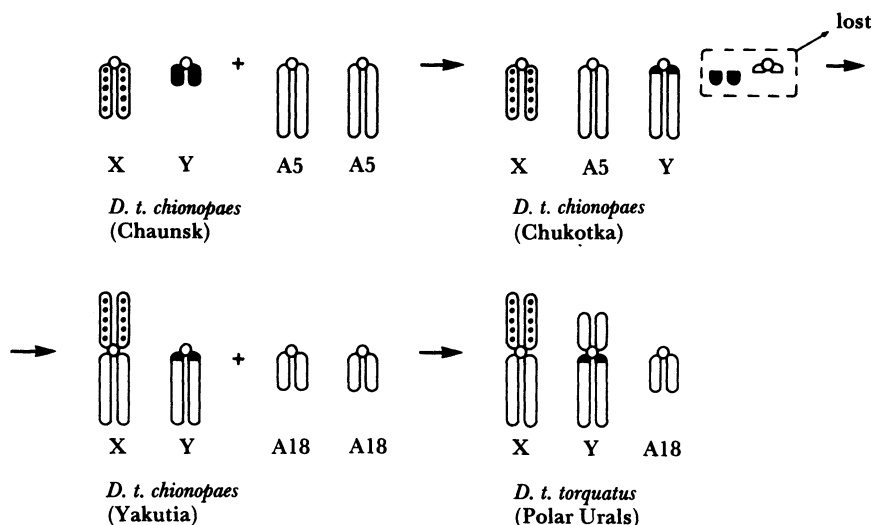 lost
+
X Y A5 A5
X A5 Y
D. t. chionopaes
(Chaunsk)
D. t. chionopaes
(Chukotka)
+
X Y A18 A18
X Y A18
D. t. chionopaes
(Yakutia)
D. t. torquatus
(Polar Urals)